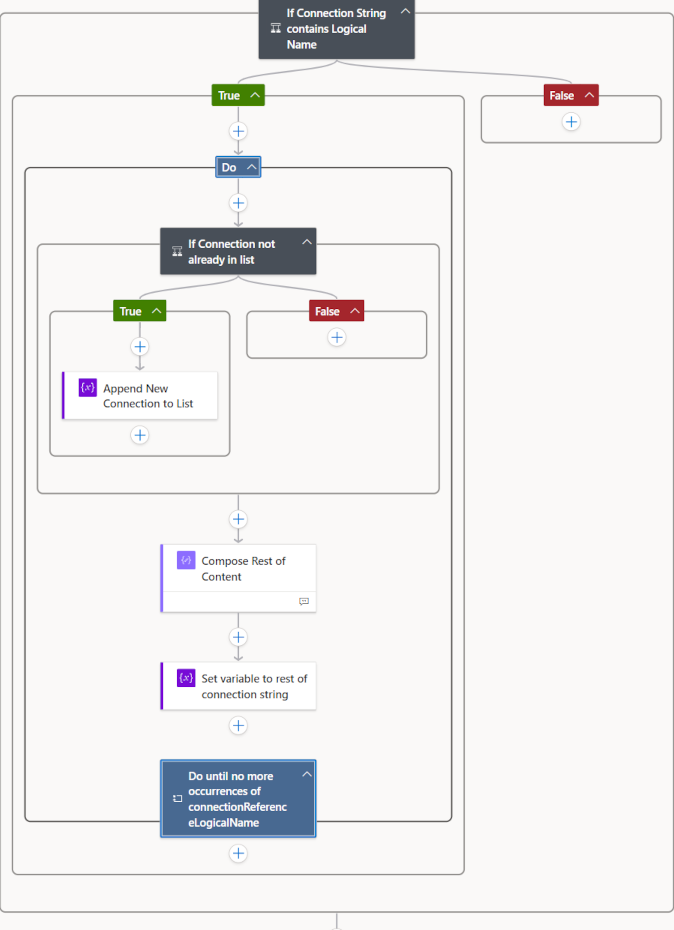 If Connection String
contains Logical
Name
True
False
Do
If Connection not
already in list
True
False
{x}
Append New
Connection to List
Compose Rest of
Content
{x}
Set variable to rest of
connection string
Do until no more
occurrences of
connectionReferenc
eLogicalName